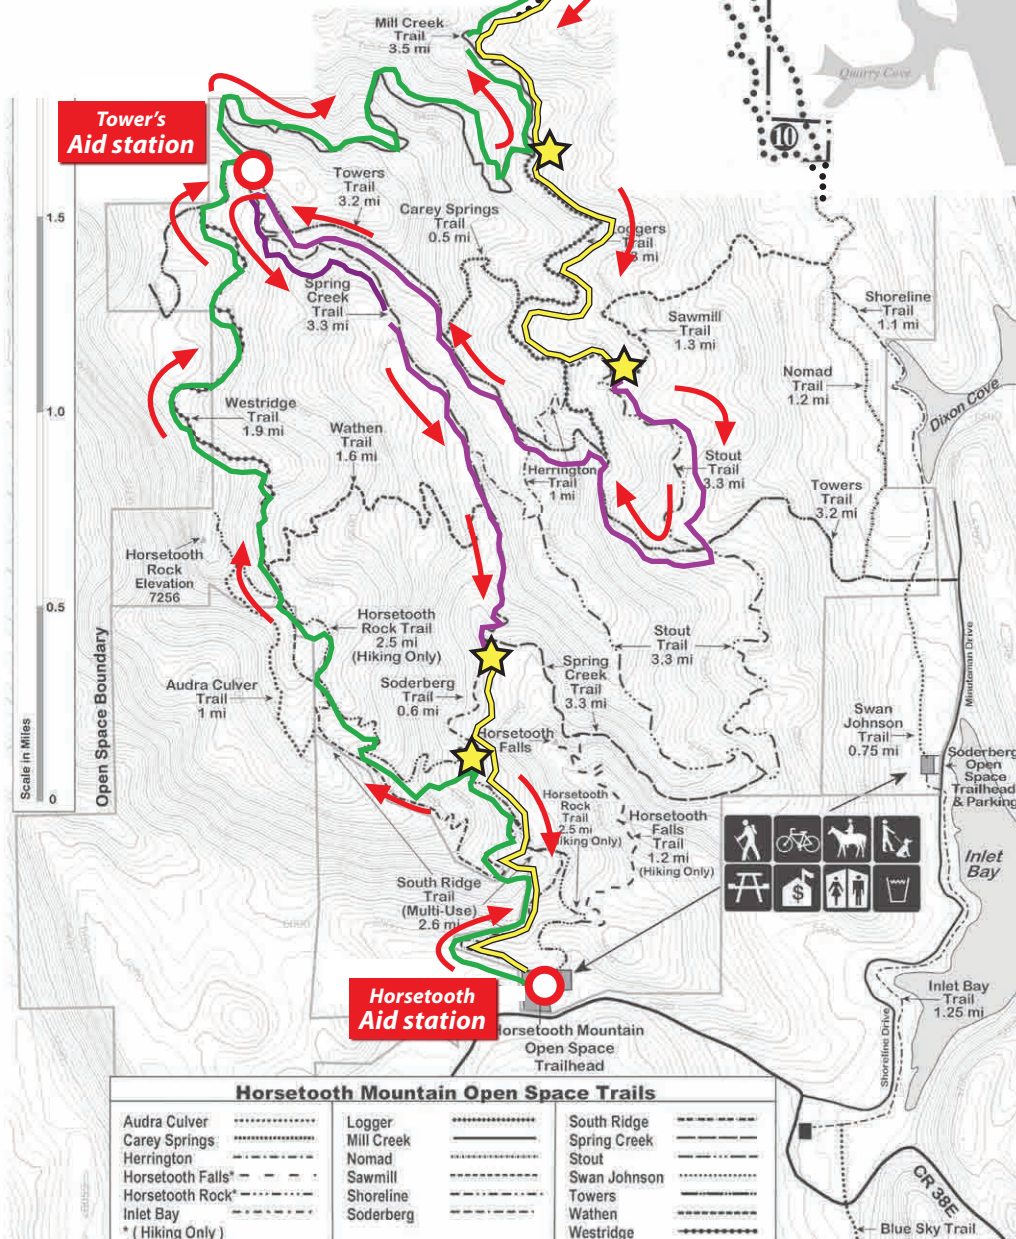 Mill Creek
Trail
3.5 mi
Quarry Cove
10
Tower's
Aid station
Towers
Trail
3.2 mi
Carey Springs
Trail
0.5 mi
oggers
Trail
8 mi
1.5
Spring
Creek
Trail
3.3 mi
Sawmill
Trail
1.3 mi
Shoreline
Trail
1.1 mi
Nomad
Trail
1.2 mi
Dixon Cove
1.0
Westridge
Trail
1.9 mi
Wathen
Trail
1.6 mi
Herrington
Trail
1 mi
Stout
Trail
3.3 mi
Towers
Trail
3.2 mi
Horsetooth
Rock
Elevation
7256
0.5
Horsetooth
Rock Trail
2.5 mi
(Hiking Only)
Stout
Trail
3.3 mi
Minuteman Drive
Open Space Boundary
Audra Culver
Trail
1 mi
Soderberg
Trail
0.6 mi
Spring
Creek
Trail
3.3 mi
Swan
Johnson
Trail
0.75 mi
Scale in Miles
0
Horsetooth
Falls
Soderberg
Open
Space
Trailhead
& Parking
Horsetooth
Rock
Trail
2.5 mi
iking Only)
Horsetooth
Falls
Trail
1.2 mi
(Hiking Only)
$
Inlet
Bay
South Ridge
Trail
(Multi-Use)
2.6 mi
Horsetooth
Aid station
Horsetooth Mountain
Open Space
Trailhead
Inlet Bay
Trail
1.25 mi
Shoreline Drive
Horsetooth Mountain Open Space Trails
Audra Culver
Carey Springs
Herrington
Horsetooth Falls*
Horsetooth Rock*
Inlet Bay
* ( Hiking Only )
Logger
Mill Creek
Nomad
Sawmill
Shoreline
Soderberg
South Ridge
Spring Creek
Stout
Swan Johnson
Towers
Wathen
Westridge
CR 38E
Blue Sky Trail